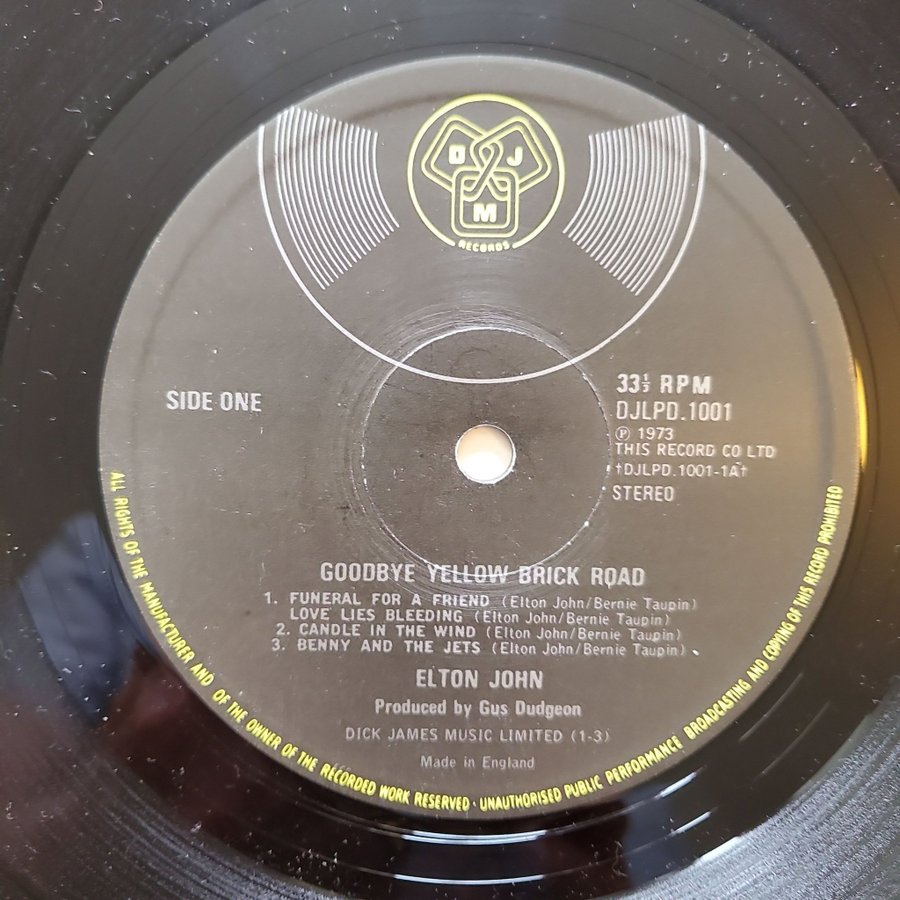 D J
M
RECORDS
SIDE ONE
33⅓ RPM
DJLPD.1001
Ⓟ 1973
THIS RECORD CO LTD
†DJLPD.1001-1A†
STEREO
GOODBYE YELLOW BRICK ROAD
1. FUNERAL FOR A FRIEND (Elton John/Bernie Taupin)
LOVE LIES BLEEDING (Elton John/Bernie Taupin)
2. CANDLE IN THE WIND (Elton John/Bernie Taupin)
3. BENNY AND THE JETS (Elton John/Bernie Taupin)
ELTON JOHN
Produced by Gus Dudgeon
DICK JAMES MUSIC LIMITED (1-3)
Made in England
ALL RIGHTS OF THE MANUFACTURER AND OF THE OWNER OF THE RECORDED WORK RESERVED · UNAUTHORISED PUBLIC PERFORMANCE BROADCASTING AND COPYING OF THIS RECORD PROHIBITED